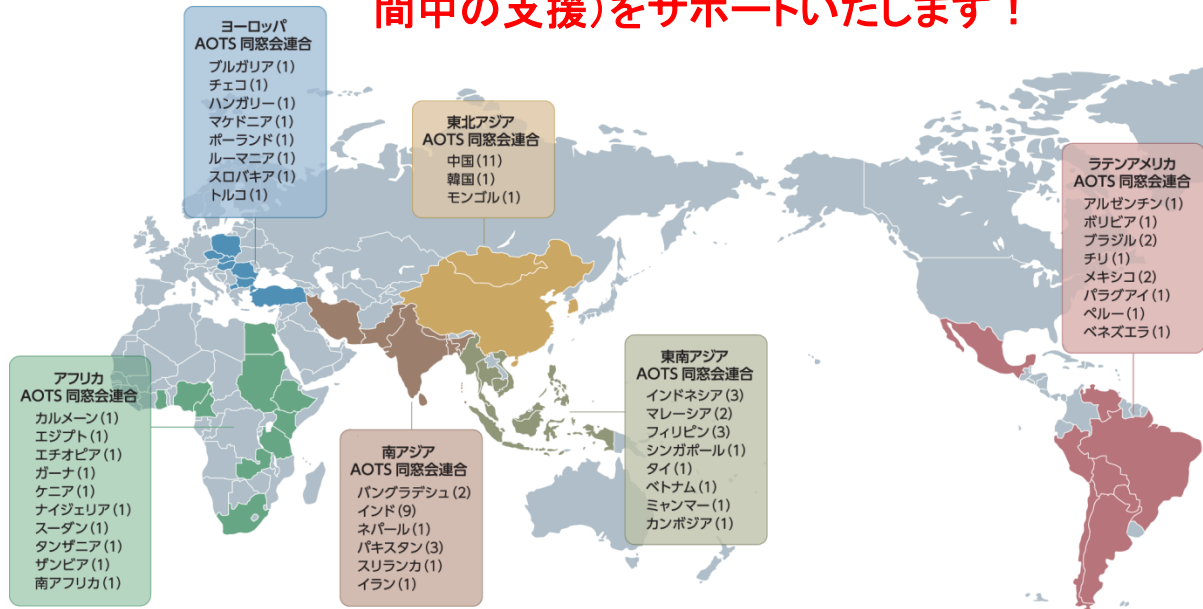 間中の支援)をサポートいたします！
ヨーロッパ
AOTS 同窓会連合
ブルガリア(1)
チェコ(1)
ハンガリー(1)
マケドニア(1)
ポーランド(1)
ルーマニア(1)
スロバキア(1)
トルコ(1)
東北アジア
AOTS 同窓会連合
中国(11)
韓国(1)
モンゴル(1)
ラテンアメリカ
AOTS 同窓会連合
アルゼンチン(1)
ボリビア(1)
ブラジル(2)
チリ(1)
メキシコ(2)
パラグアイ(1)
ペルー(1)
ベネズエラ(1)
アフリカ
AOTS 同窓会連合
カルメーン(1)
エジプト(1)
エチオピア(1)
ガーナ(1)
ケニア(1)
ナイジェリア(1)
スーダン(1)
タンザニア(1)
ザンビア(1)
南アフリカ(1)
南アジア
AOTS 同窓会連合
バングラデシュ(2)
インド(9)
ネパール(1)
パキスタン(3)
スリランカ(1)
イラン(1)
東南アジア
AOTS 同窓会連合
インドネシア(3)
マレーシア(2)
フィリピン(3)
シンガポール(1)
タイ(1)
ベトナム(1)
ミャンマー(1)
カンボジア(1)